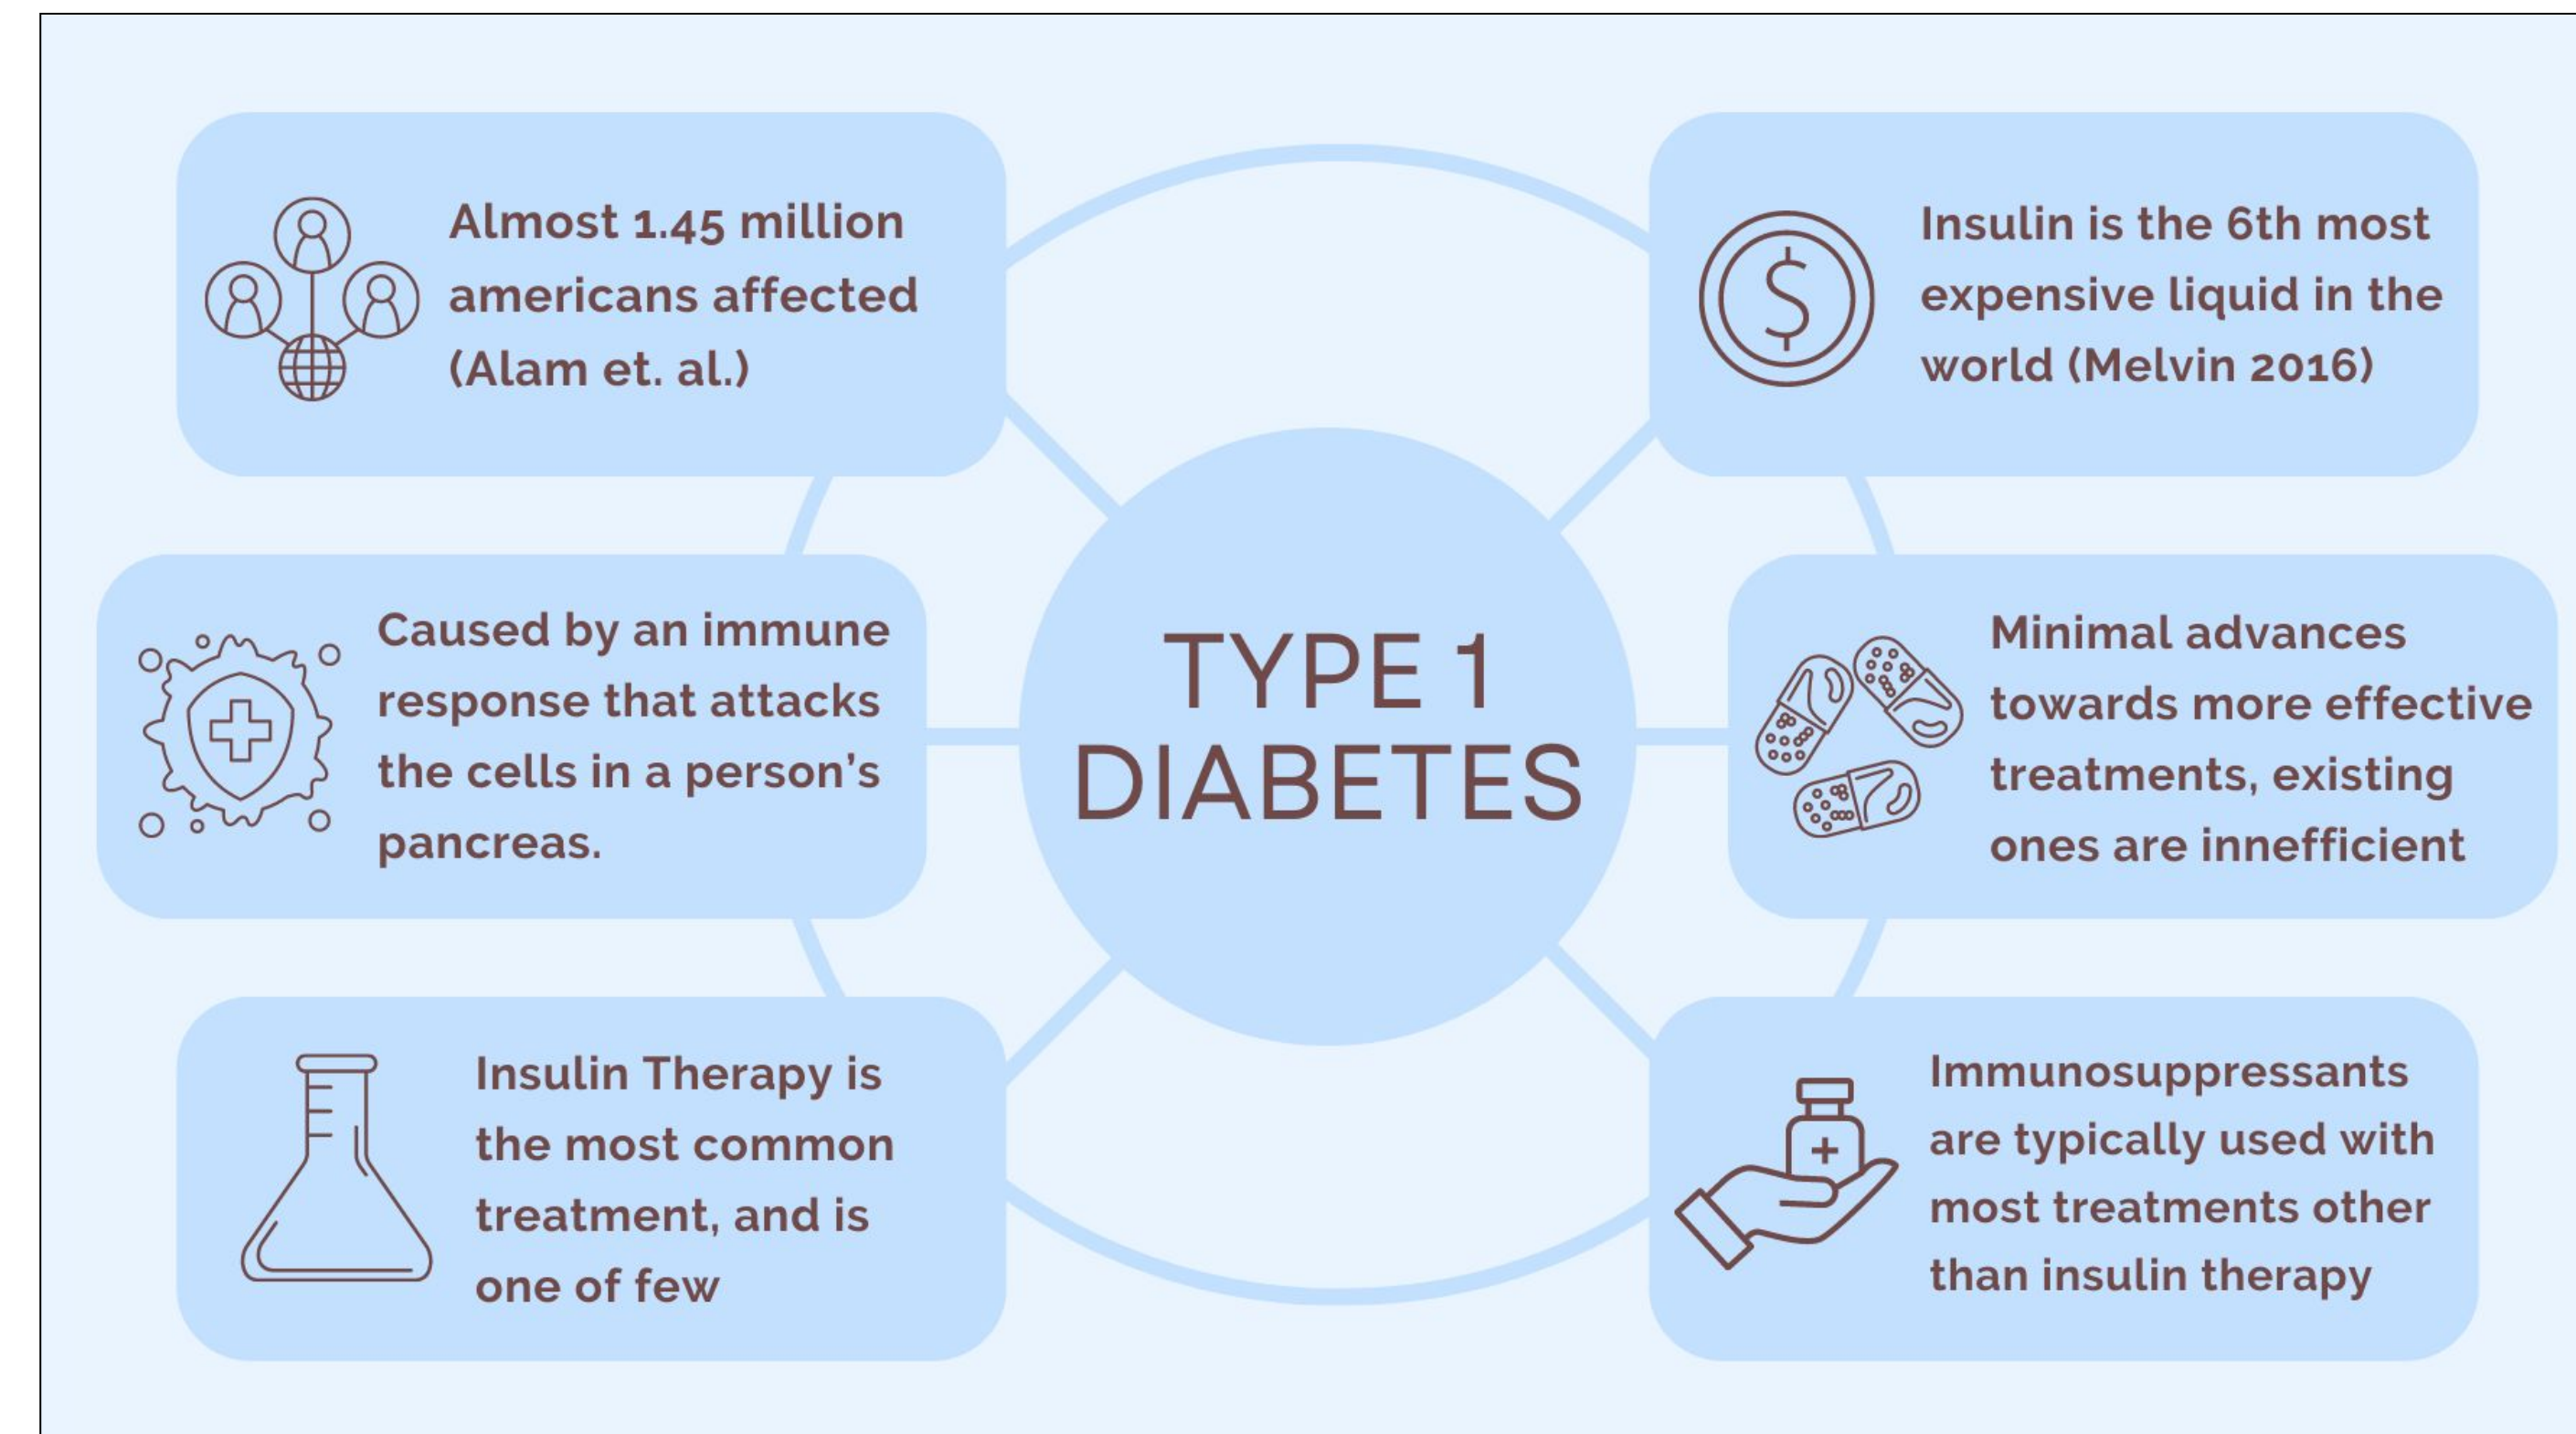 Almost 1.45 million
americans affected
(Alam et. al.)
Insulin is the 6th most
expensive liquid in the
world (Melvin 2016)
Caused by an immune
response that attacks
the cells in a person’s
pancreas.
TYPE 1
DIABETES
Minimal advances
towards more effective
treatments, existing
ones are innefficient
Insulin Therapy is
the most common
treatment, and is
one of few
Immunosuppressants
are typically used with
most treatments other
than insulin therapy